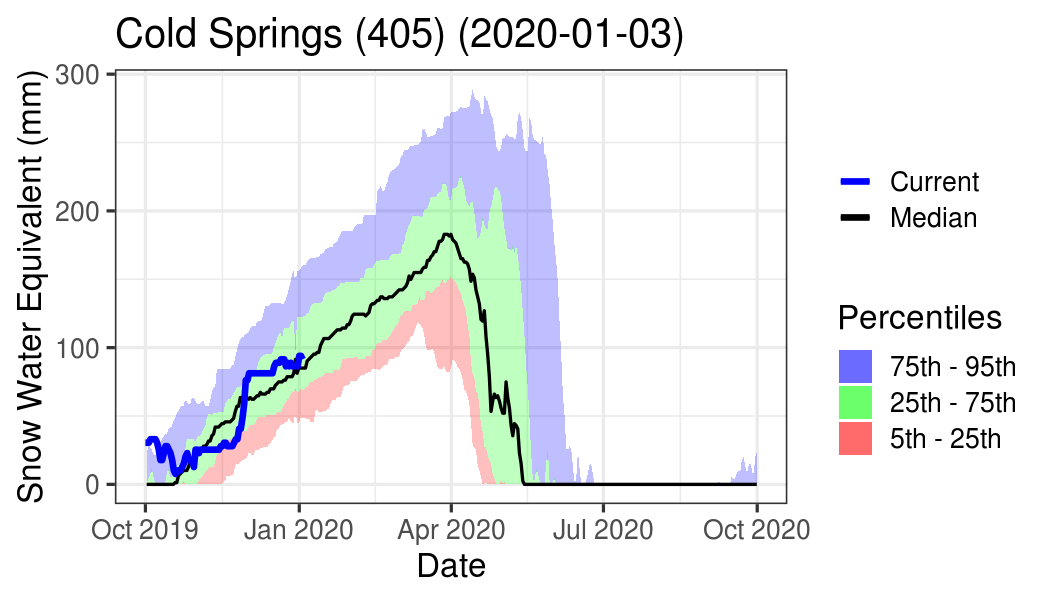 Cold Springs (405) (2020-01-03)
Snow Water Equivalent (mm)
300
200
100
0
Oct 2019
Jan 2020
Apr 2020
Jul 2020
Oct 2020
Date
Current
Median
Percentiles
75th - 95th
25th - 75th
5th - 25th